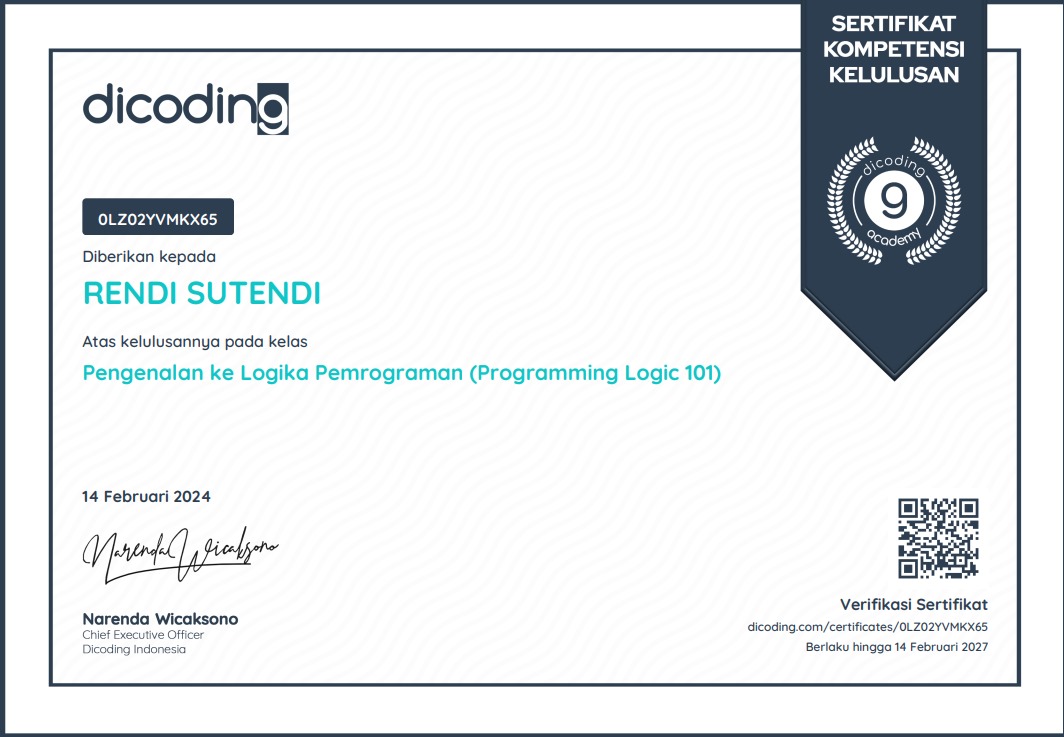 SERTIFIKAT
KOMPETENSI
KELULUSAN
dicoding
dicoding
9
academy
0LZ02YVMKX65
Diberikan kepada
RENDI SUTENDI
Atas kelulusannya pada kelas
Pengenalan ke Logika Pemrograman (Programming Logic 101)
14 Februari 2024
Narenda Wicaksono
Narenda Wicaksono
Chief Executive Officer
Dicoding Indonesia
Verifikasi Sertifikat
dicoding.com/certificates/0LZ02YVMKX65
Berlaku hingga 14 Februari 2027